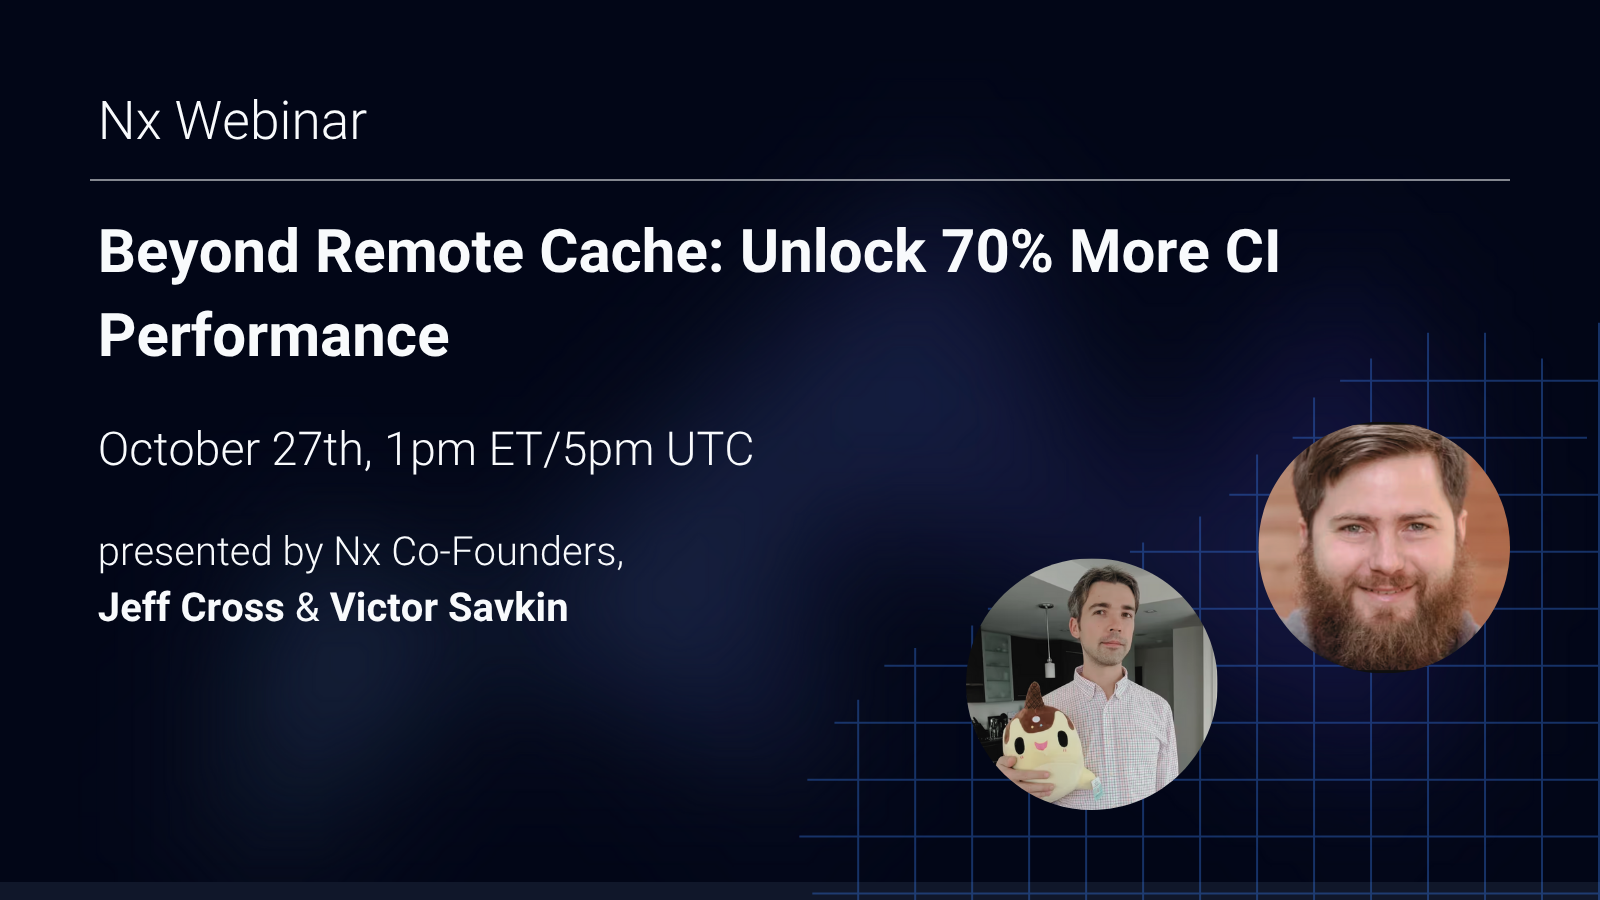 Nx Webinar
Beyond Remote Cache: Unlock 70% More CI
Performance
October 27th, 1pm ET/5pm UTC
presented by Nx Co-Founders,
Jeff Cross & Victor Savkin